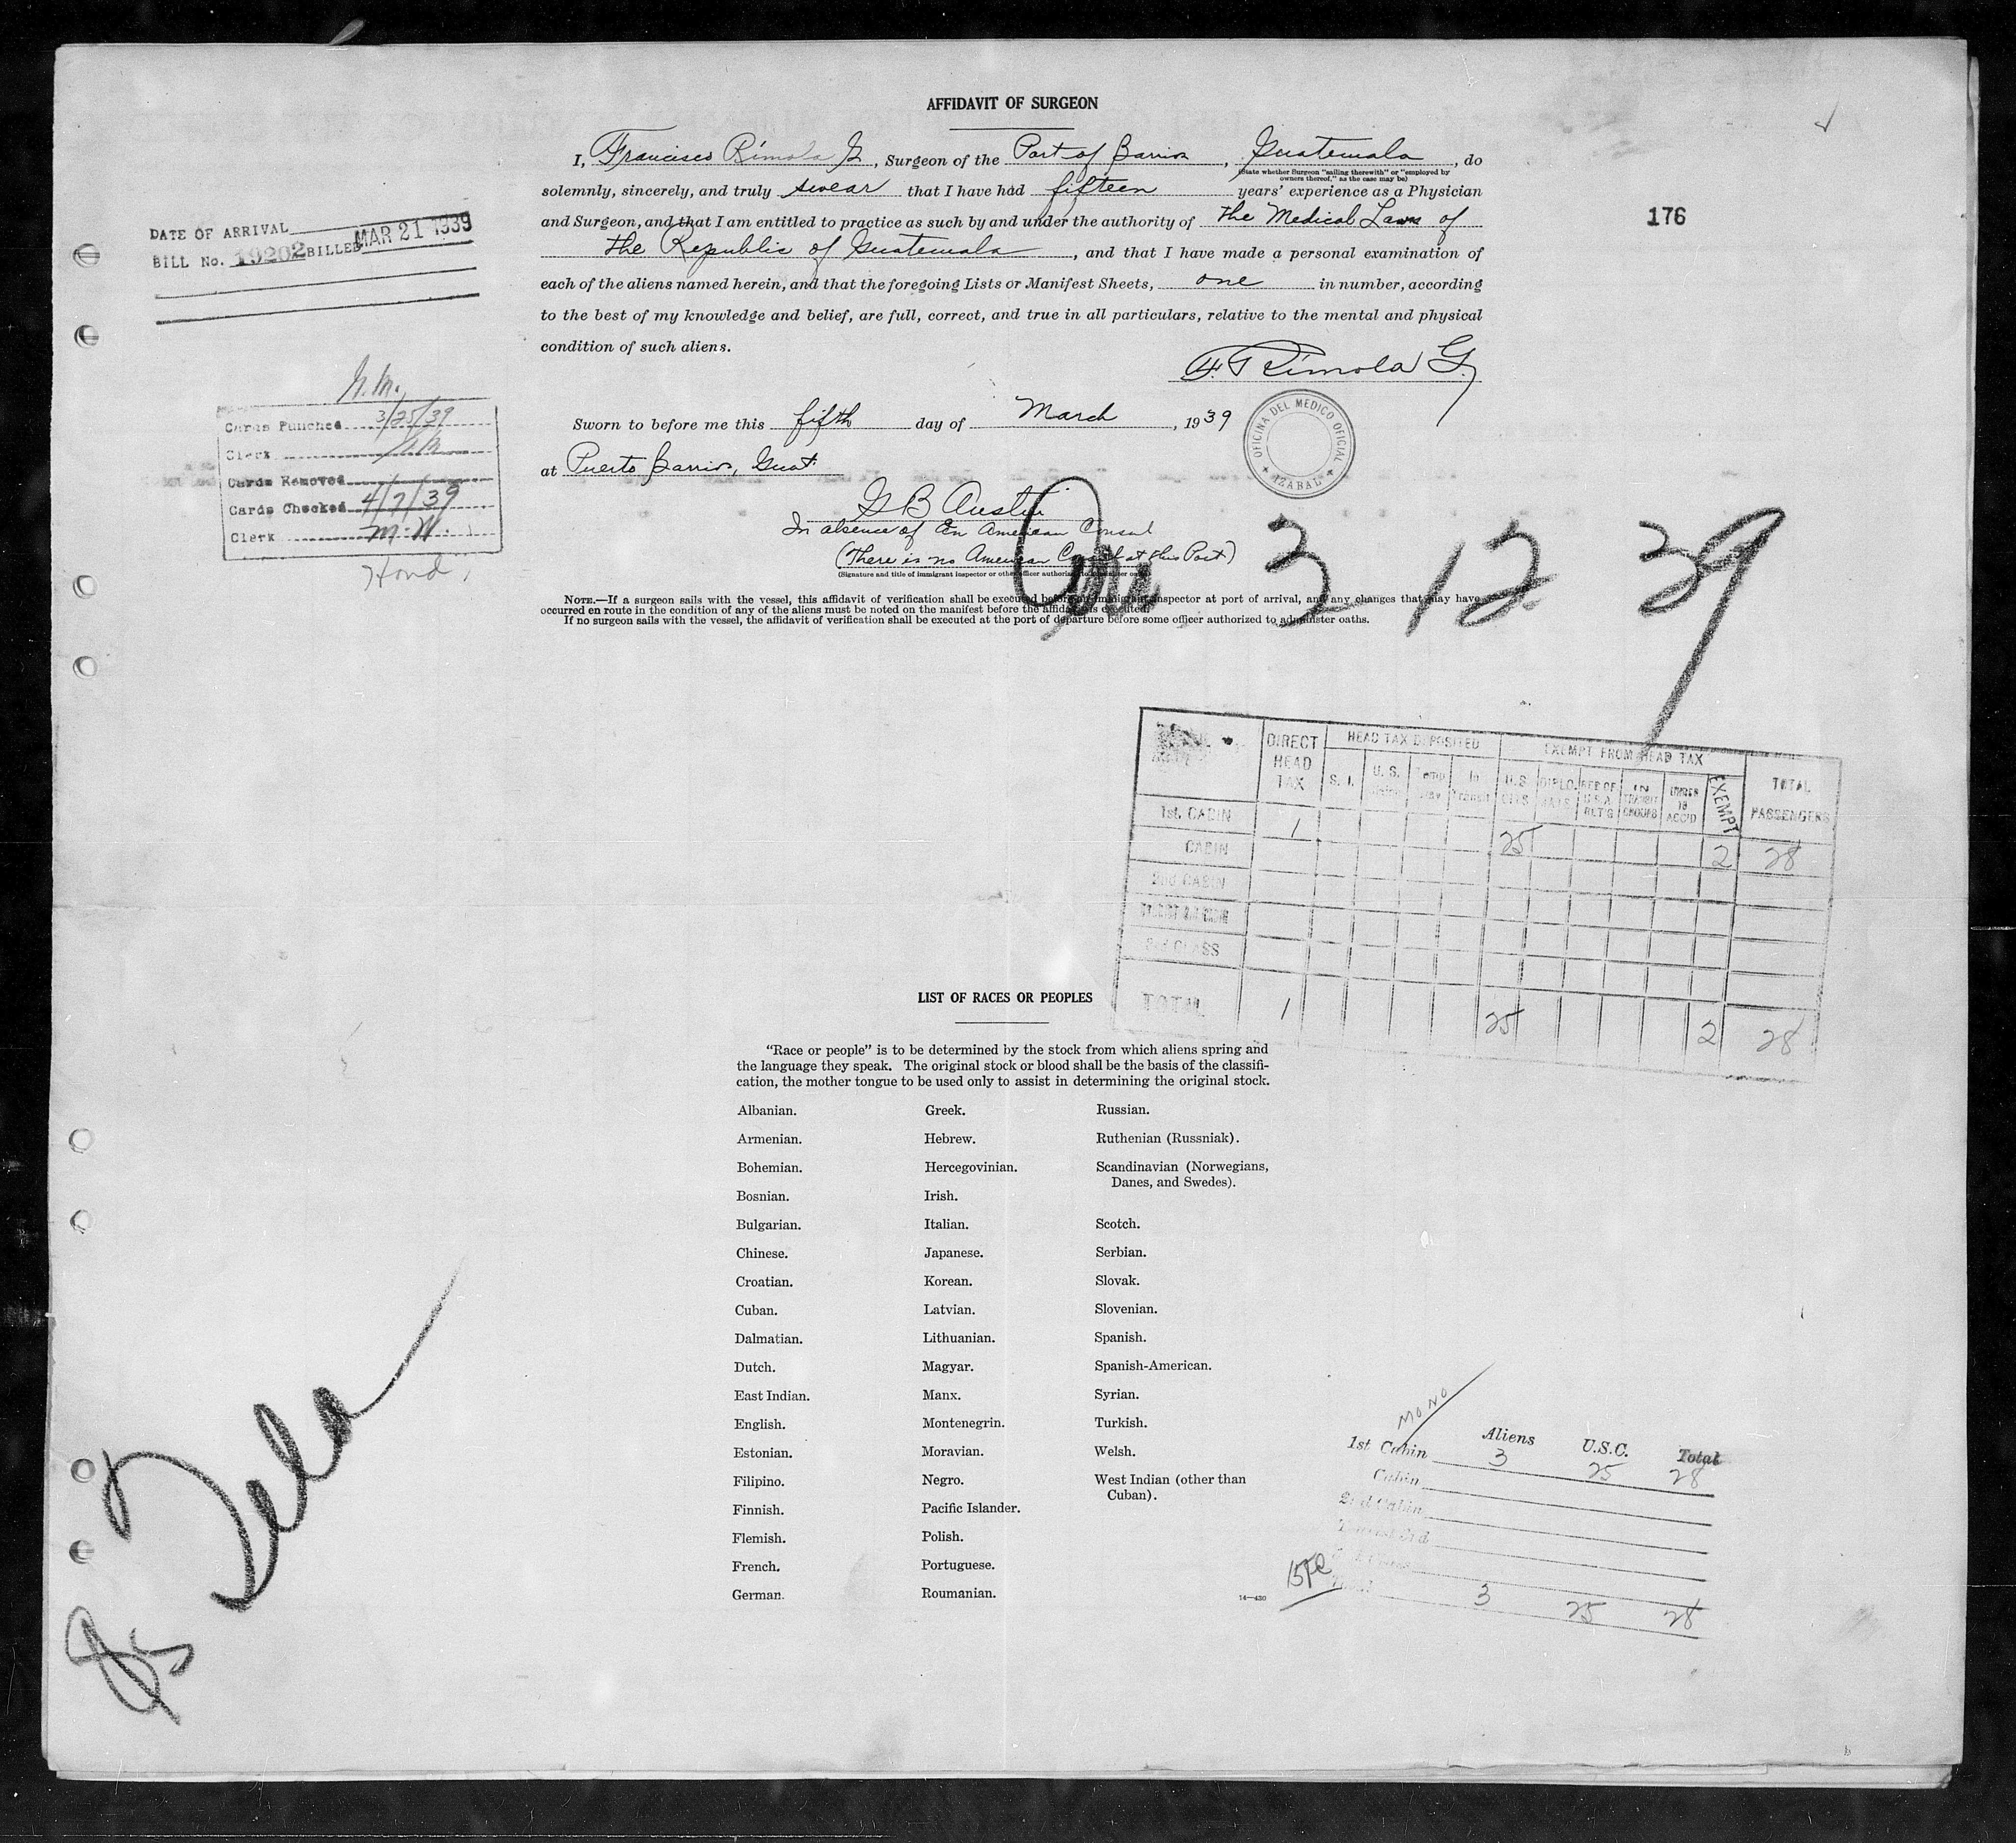 AFFIDAVIT OF SURGEON
I, Francisco Rímola G, Surgeon of the Port of Barrios, Guatemala, do
(State whether Surgeon "sailing therewith" or "employed by
owners thereof," as the case may be)
solemnly, sincerely, and truly swear that I have had fifteen years' experience as a Physician
and Surgeon, and that I am entitled to practice as such by and under the authority of the Medical Laws of
the Republic of Guatemala, and that I have made a personal examination of
each of the aliens named herein, and that the foregoing Lists or Manifest Sheets, one in number, according
to the best of my knowledge and belief, are full, correct, and true in all particulars, relative to the mental and physical
condition of such aliens.
F. Rímola G.
Sworn to before me this fifth day of March, 1939
at Puerto Barrios, Guat.
OFICINA DEL MEDICO OFICIAL
IZABAL
G B Austin
In absence of An American Consul
(There is no American Consul at this Port)
(Signature and title of immigrant inspector or other officer authorized to administer oaths)
NOTE.—If a surgeon sails with the vessel, this affidavit of verification shall be executed before an immigrant inspector at port of arrival, and any changes that may have
occurred en route in the condition of any of the aliens must be noted on the manifest before the affidavit is executed.
If no surgeon sails with the vessel, the affidavit of verification shall be executed at the port of departure before some officer authorized to administer oaths.
176
DATE OF ARRIVAL
BILL No. 19202 BILLED MAR 21 1939
Cards Punched 3/25/39
Clerk
Cards Removed
Cards Checked 4/7/39
Clerk M.W.
Hond,
3 12 39
DIRECT HEAD TAX
HEAD TAX DEPOSITED
EXEMPT FROM HEAD TAX
TOTAL PASSENGERS
S. I.
U. S.
Temp
In Transit
U.S CITS
DIPLO
IN TRANSIT
UNDER 16 ACC'D
EXEMPT
1st. CABIN 1 25 2 28
CABIN
2nd CABIN
3rd CLASS
TOTAL 1 25 2 28
LIST OF RACES OR PEOPLES
"Race or people" is to be determined by the stock from which aliens spring and
the language they speak. The original stock or blood shall be the basis of the classifi-
cation, the mother tongue to be used only to assist in determining the original stock.
Albanian. Greek. Russian.
Armenian. Hebrew. Ruthenian (Russniak).
Bohemian. Hercegovinian. Scandinavian (Norwegians,
Danes, and Swedes).
Bosnian. Irish.
Bulgarian. Italian. Scotch.
Chinese. Japanese. Serbian.
Croatian. Korean. Slovak.
Cuban. Latvian. Slovenian.
Dalmatian. Lithuanian. Spanish.
Dutch. Magyar. Spanish-American.
East Indian. Manx. Syrian.
English. Montenegrin. Turkish.
Estonian. Moravian. Welsh.
Filipino. Negro. West Indian (other than
Cuban).
Finnish. Pacific Islander.
Flemish. Polish.
French. Portuguese.
German. Roumanian.
14—430
MONO
Aliens U.S.C. Total
1st Cabin 3 25 28
Cabin
2nd Cabin
Total 3 25 28
SS Tela